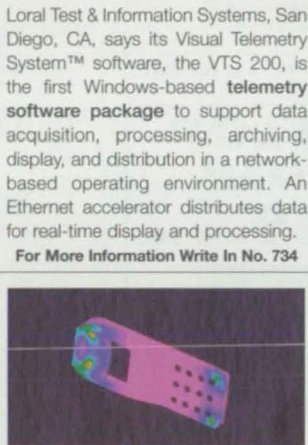 Loral Test & Information Systems, San
Diego, CA, says its Visual Telemetry
System™ software, the VTS 200, is
the first Windows-based telemetry
software package to support data
acquisition, processing, archiving,
display, and distribution in a network-
based operating environment. An
Ethernet accelerator distributes data
for real-time display and processing.
For More Information Write In No. 734